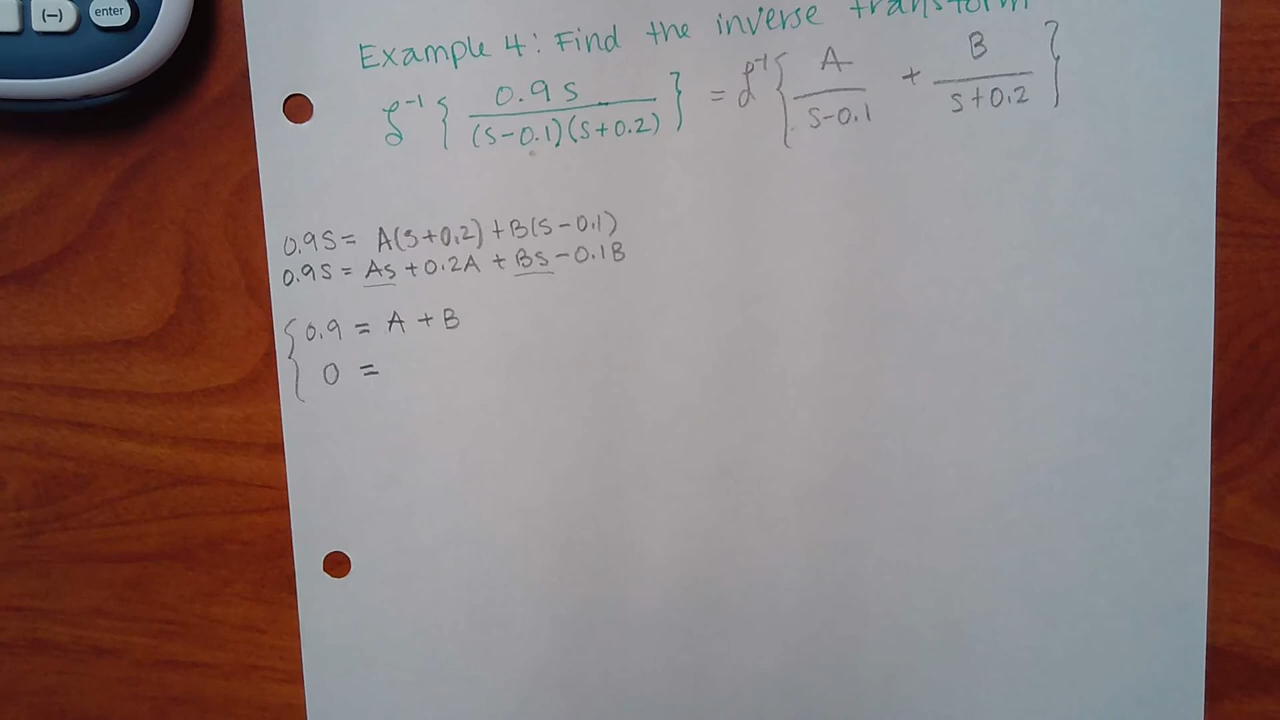 (-) enter
Example 4: Find the inverse transform
ℒ⁻¹{ 0.9s / (s-0.1)(s+0.2) } = ℒ⁻¹{ A / s-0.1 + B / s+0.2 }
0.9s = A(s+0.2) + B(s-0.1)
0.9s = As + 0.2A + Bs - 0.1B
{ 0.9 = A + B
0 =